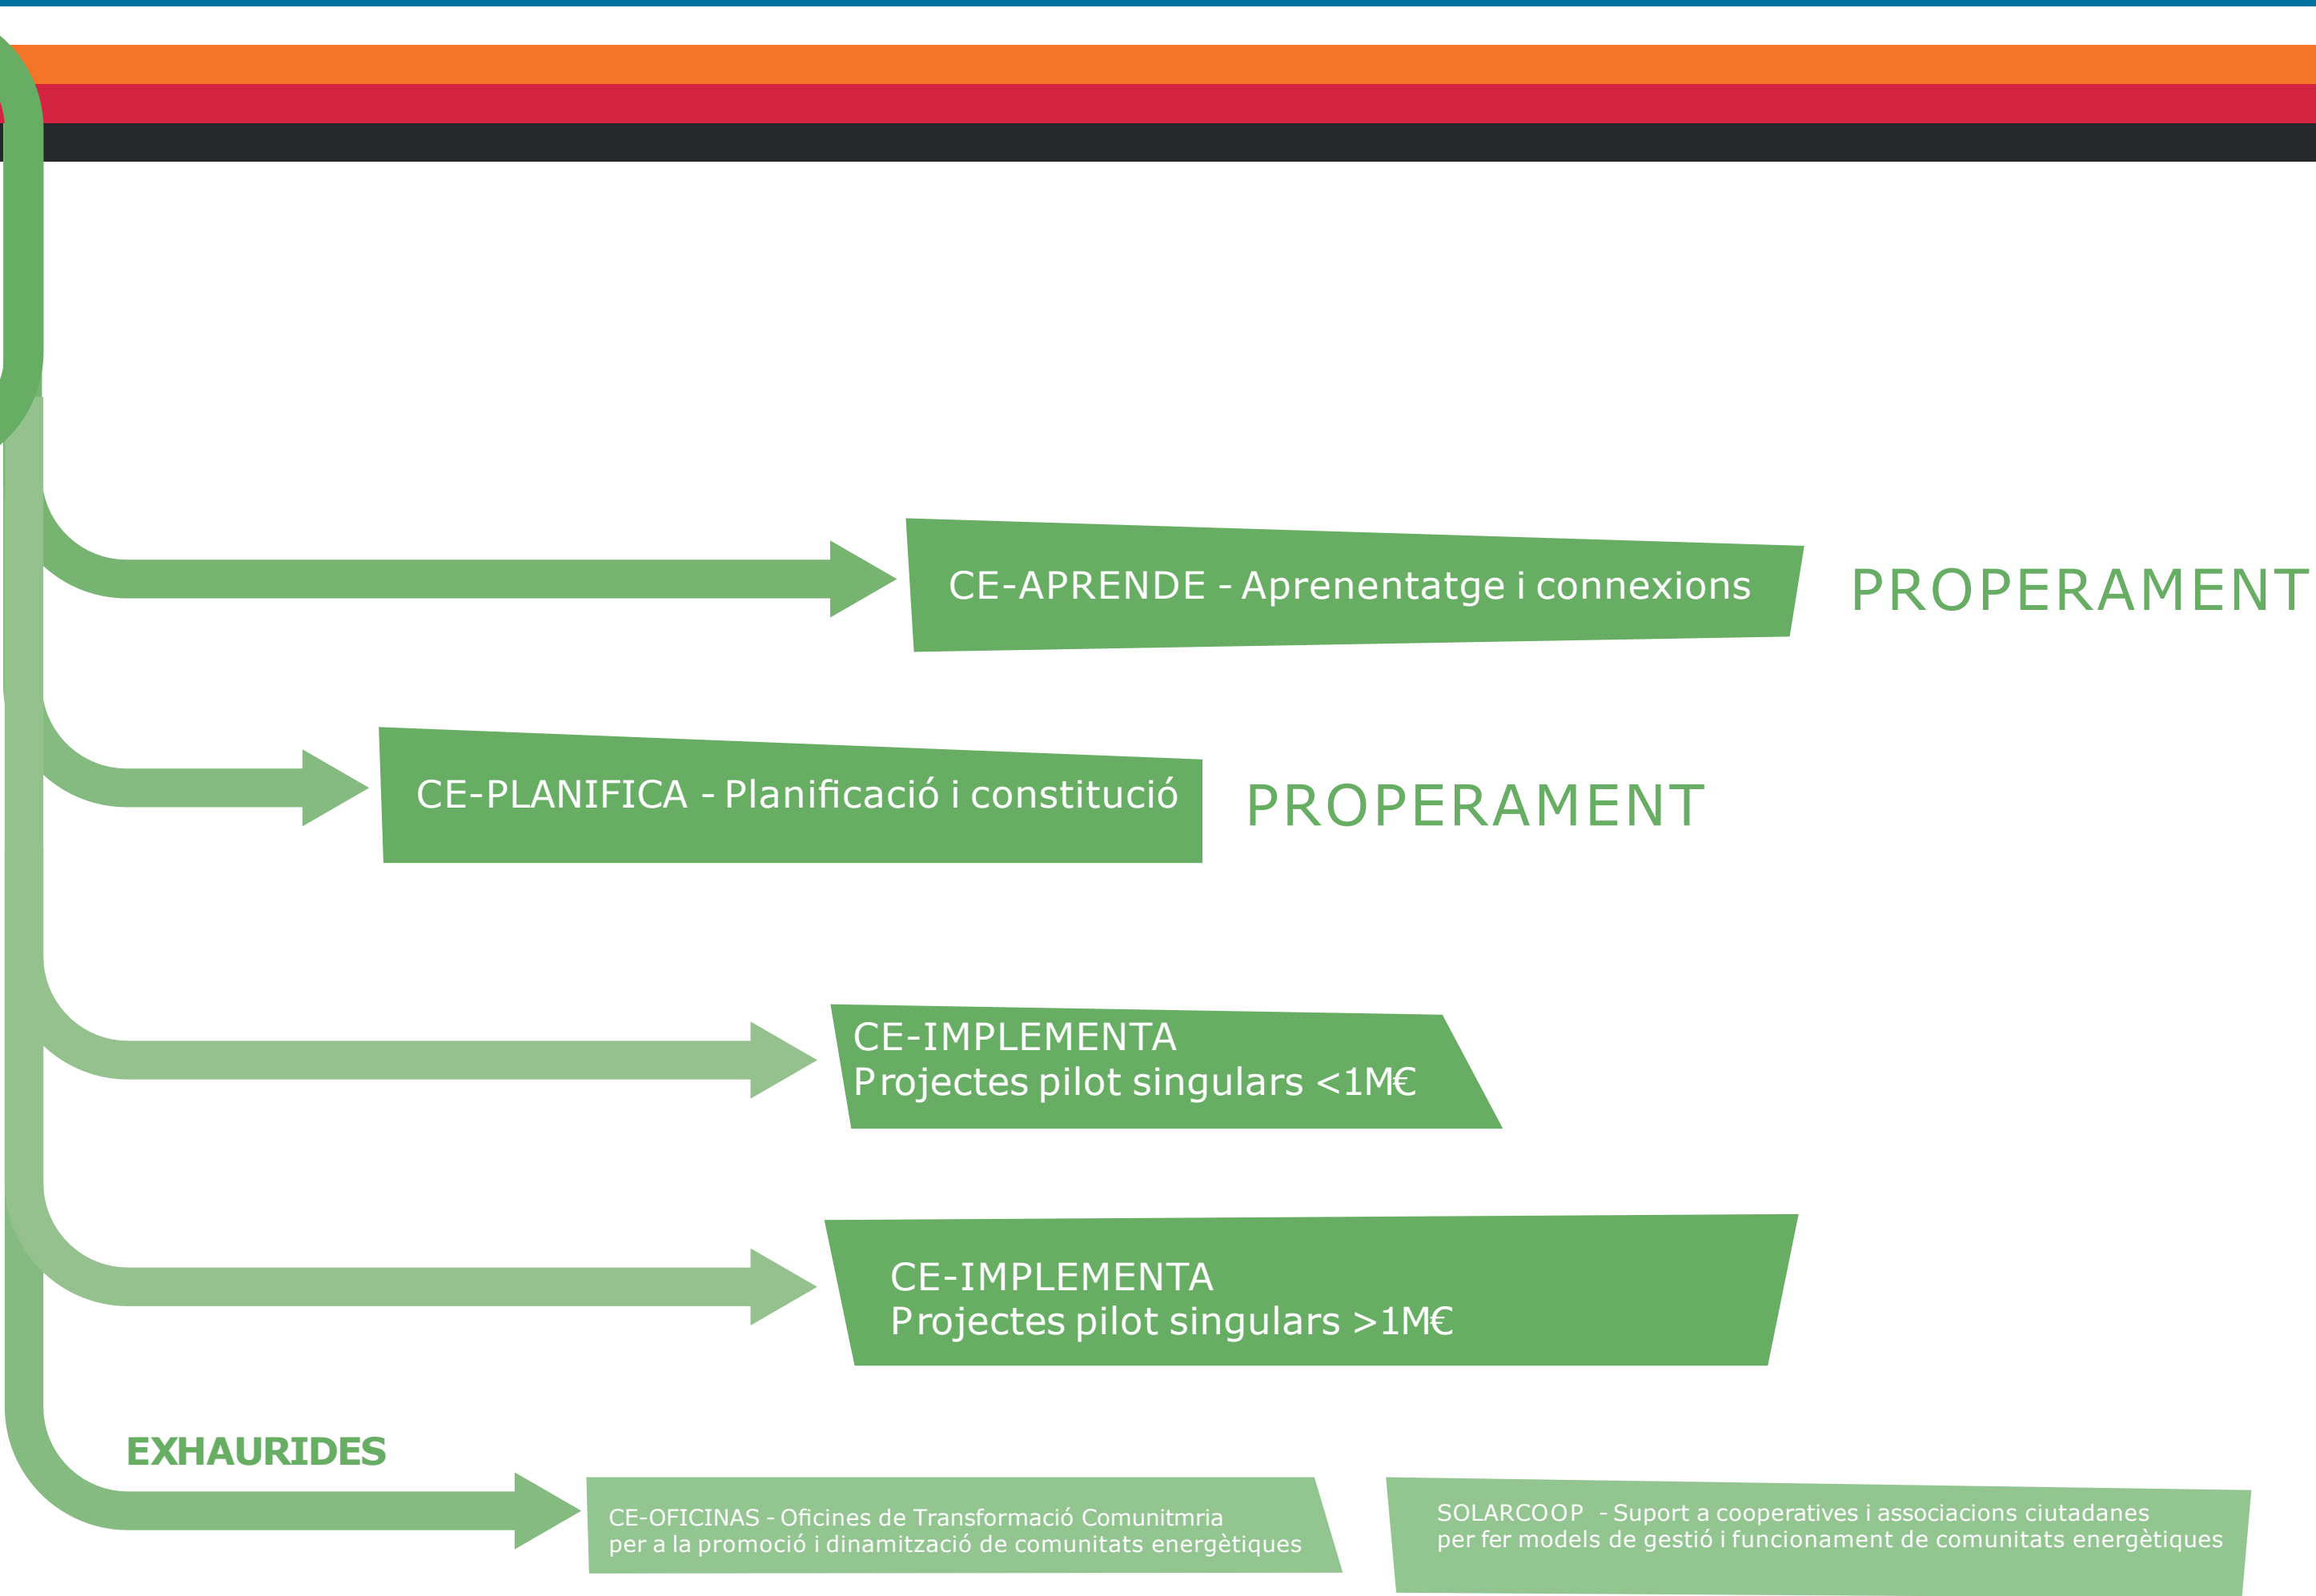 CE-APRENDE - Aprenentatge i connexions
PROPERAMENT
CE-PLANIFICA - Planificació i constitució
PROPERAMENT
CE-IMPLEMENTA
Projectes pilot singulars <1M€
CE-IMPLEMENTA
Projectes pilot singulars >1M€
EXHAURIDES
CE-OFICINAS - Oficines de Transformació Comunitmria
per a la promoció i dinamització de comunitats energètiques
SOLARCOOP - Suport a cooperatives i associacions ciutadanes
per fer models de gestió i funcionament de comunitats energètiques